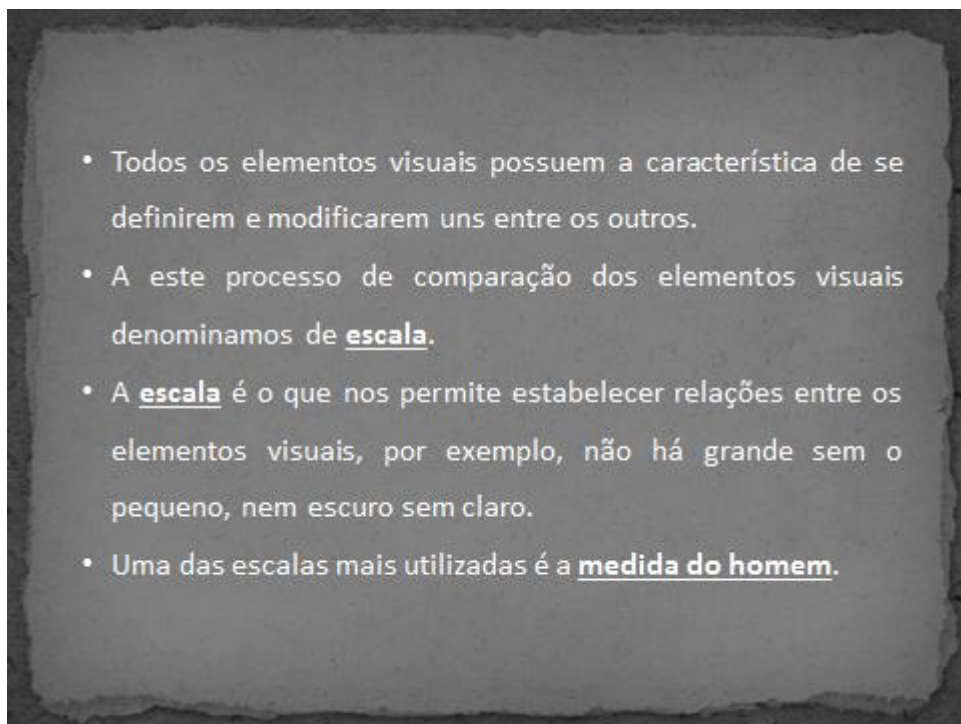 • Todos os elementos visuais possuem a característica de se
definirem e modificarem uns entre os outros.
• A este processo de comparação dos elementos visuais
denominamos de escala.
• A escala é o que nos permite estabelecer relações entre os
elementos visuais, por exemplo, não há grande sem o
pequeno, nem escuro sem claro.
• Uma das escalas mais utilizadas é a medida do homem.